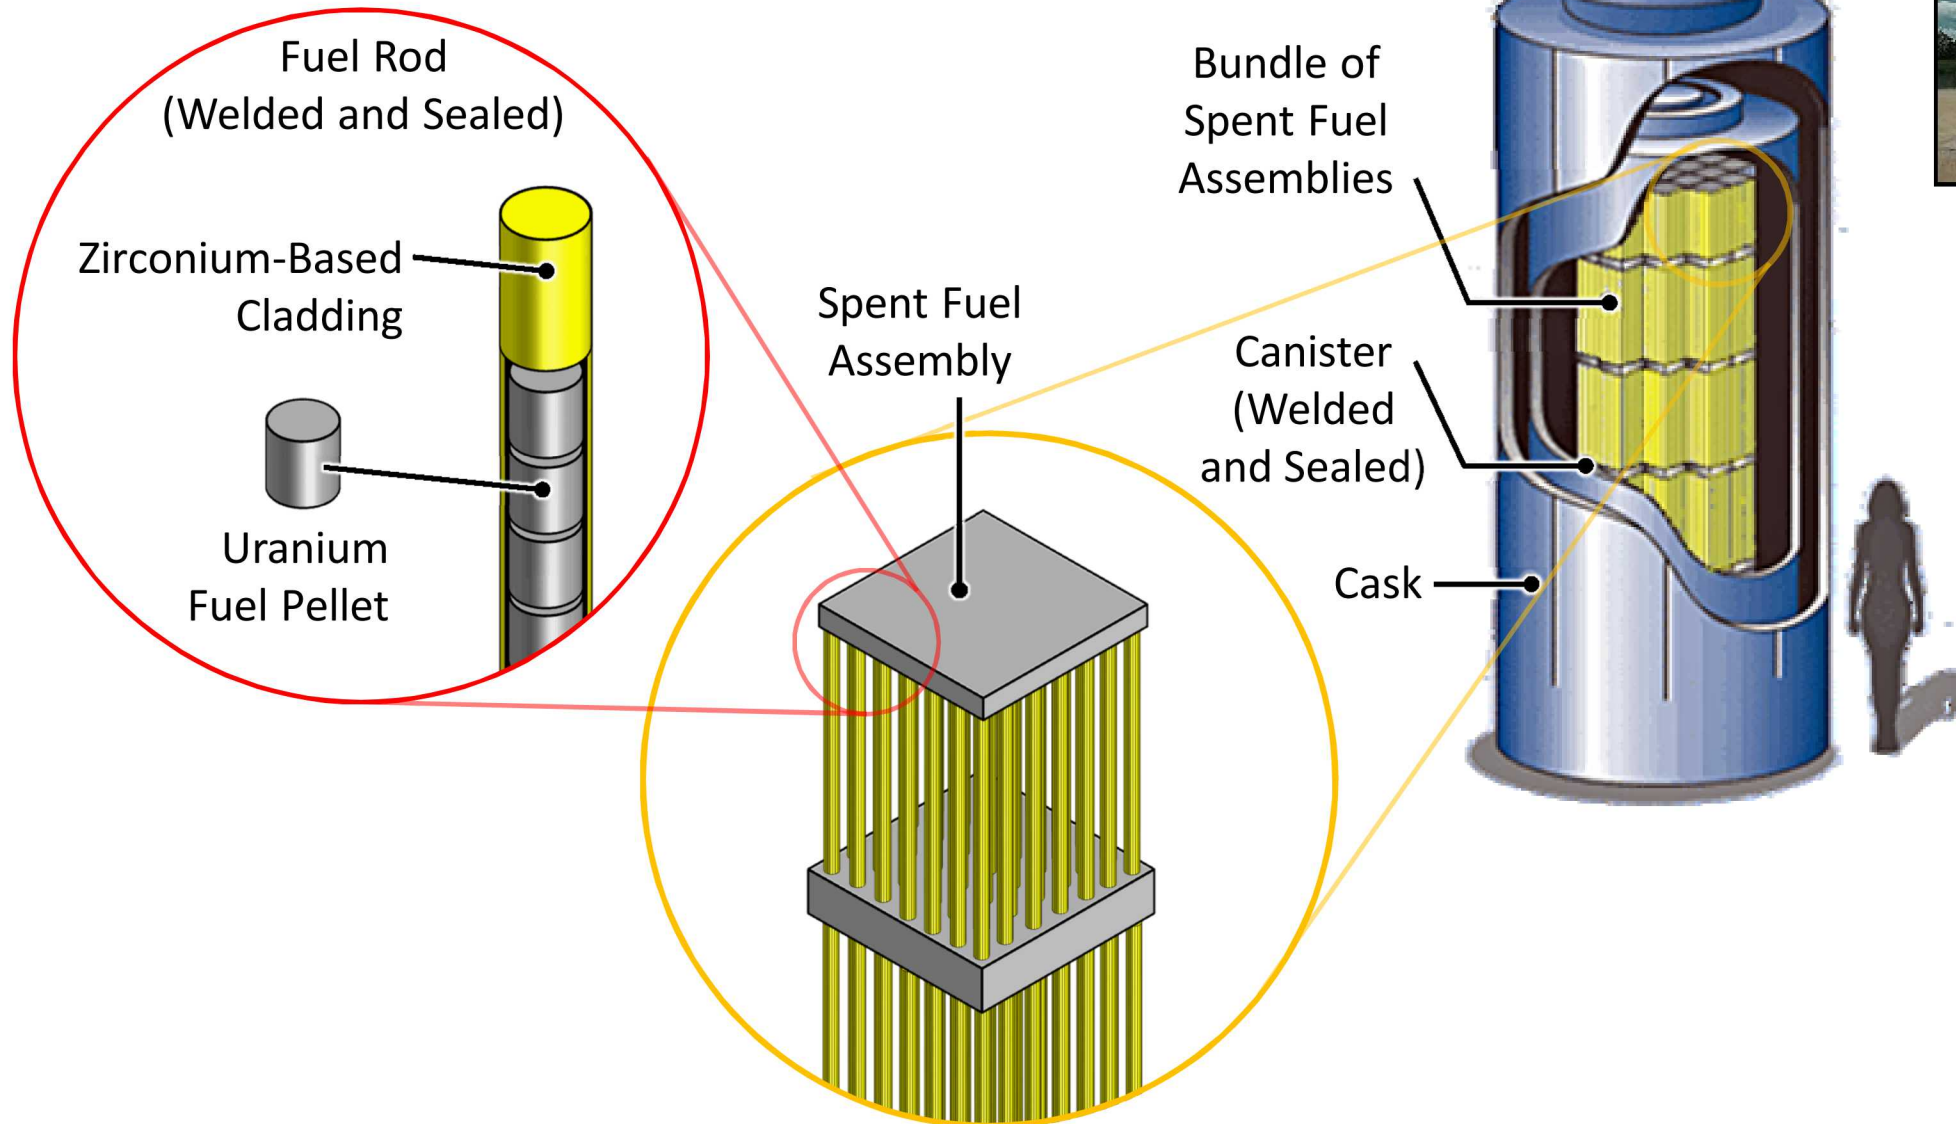 Fuel Rod
(Welded and Sealed)
Zirconium-Based
Cladding
Uranium
Fuel Pellet
Spent Fuel
Assembly
Bundle of
Spent Fuel
Assemblies
Canister
(Welded
and Sealed)
Cask